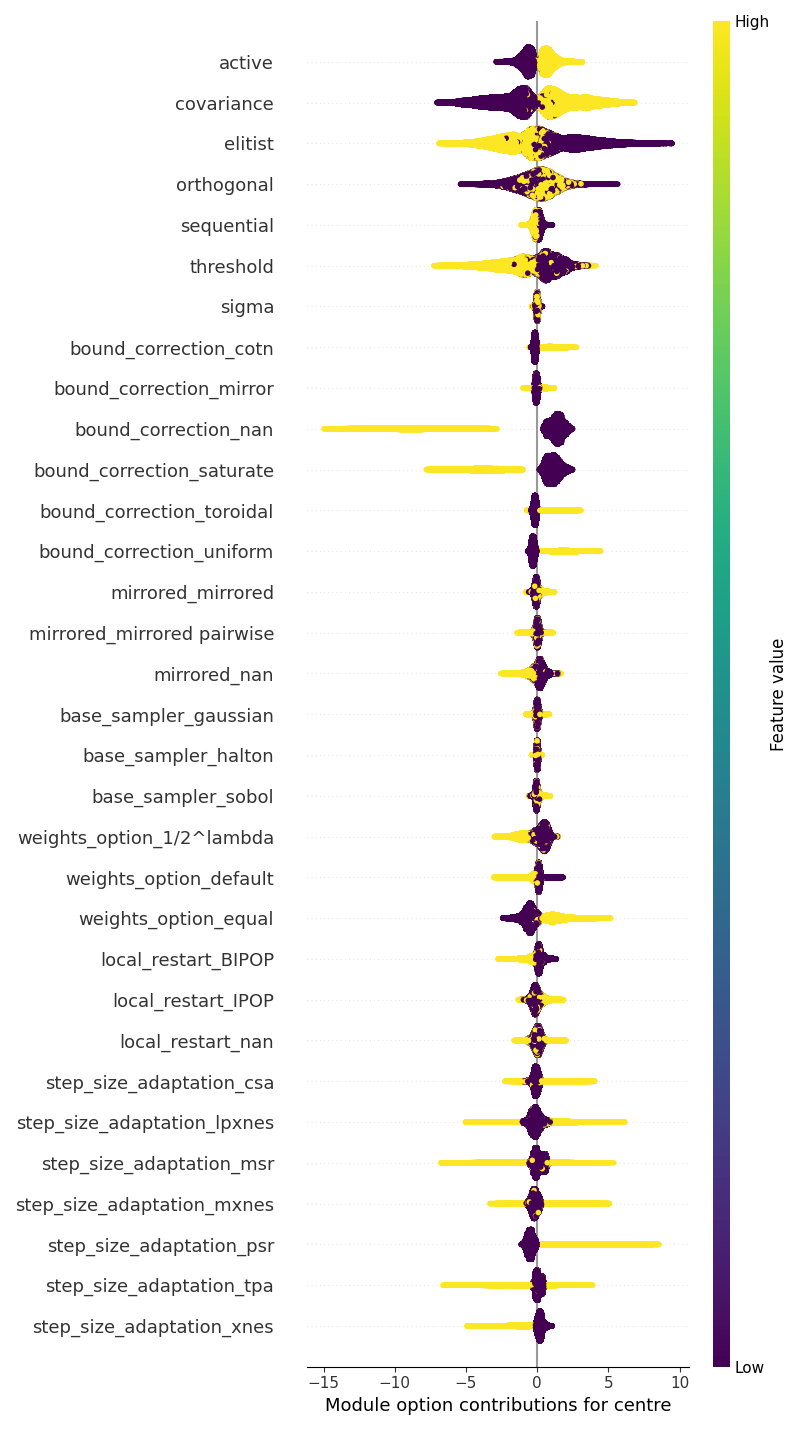 High
active
covariance
elitist
orthogonal
sequential
threshold
sigma
bound_correction_cotn
bound_correction_mirror
bound_correction_nan
bound_correction_saturate
bound_correction_toroidal
bound_correction_uniform
mirrored_mirrored
mirrored_mirrored pairwise
mirrored_nan
base_sampler_gaussian
base_sampler_halton
base_sampler_sobol
weights_option_1/2^lambda
weights_option_default
weights_option_equal
local_restart_BIPOP
local_restart_IPOP
local_restart_nan
step_size_adaptation_csa
step_size_adaptation_lpxnes
step_size_adaptation_msr
step_size_adaptation_mxnes
step_size_adaptation_psr
step_size_adaptation_tpa
step_size_adaptation_xnes
Feature value
Low
−15 −10 −5 0 5 10
Module option contributions for centre